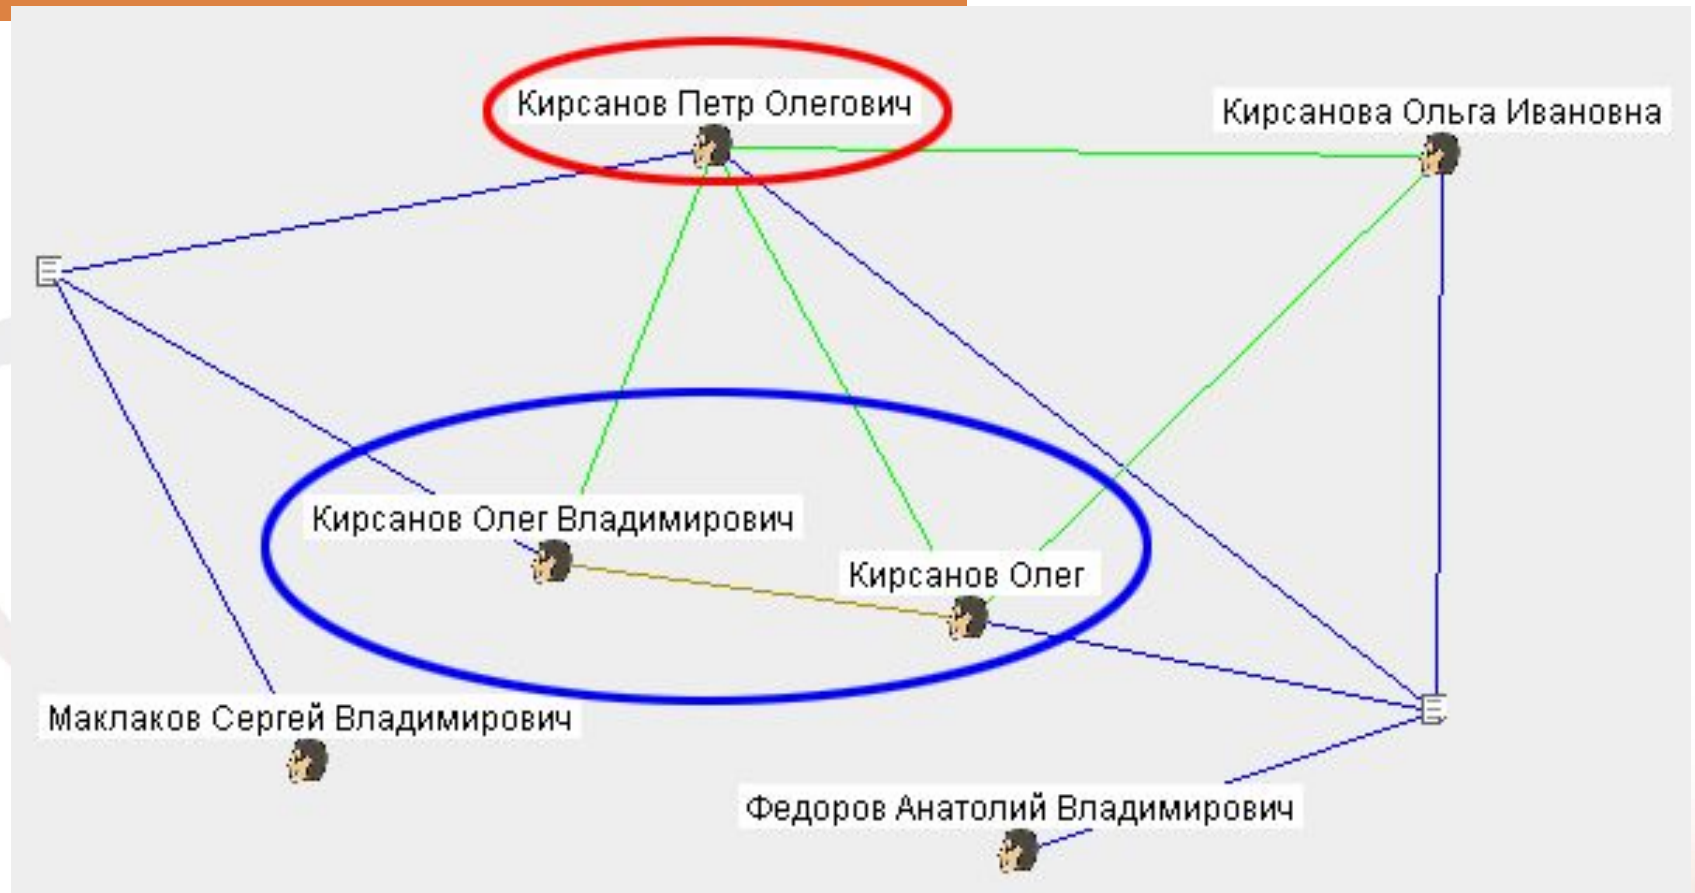 Кирсанов Петр Олегович
Кирсанова Ольга Ивановна
Кирсанов Олег Владимирович
Кирсанов Олег
Маклаков Сергей Владимирович
Федоров Анатолий Владимирович